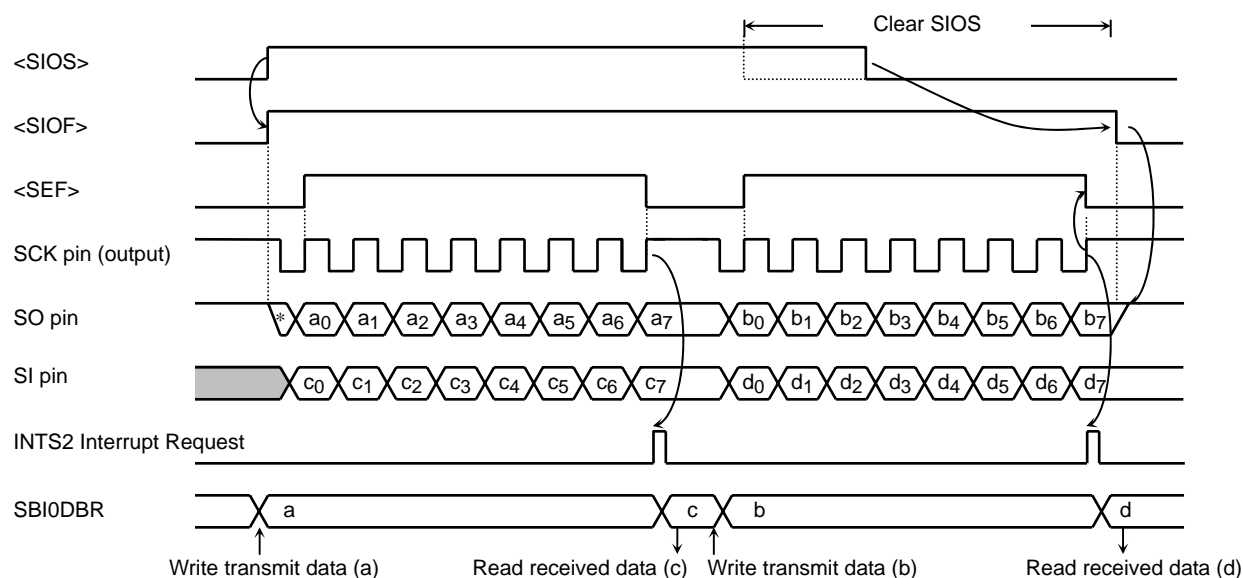 Clear SIOS
<SIOS>
<SIOF>
<SEF>
SCK pin (output)
SO pin * a0 a1 a2 a3 a4 a5 a6 a7 b0 b1 b2 b3 b4 b5 b6 b7
SI pin c0 c1 c2 c3 c4 c5 c6 c7 d0 d1 d2 d3 d4 d5 d6 d7
INTS2 Interrupt Request
SBI0DBR a c b d
Write transmit data (a) Read received data (c) Write transmit data (b) Read received data (d)